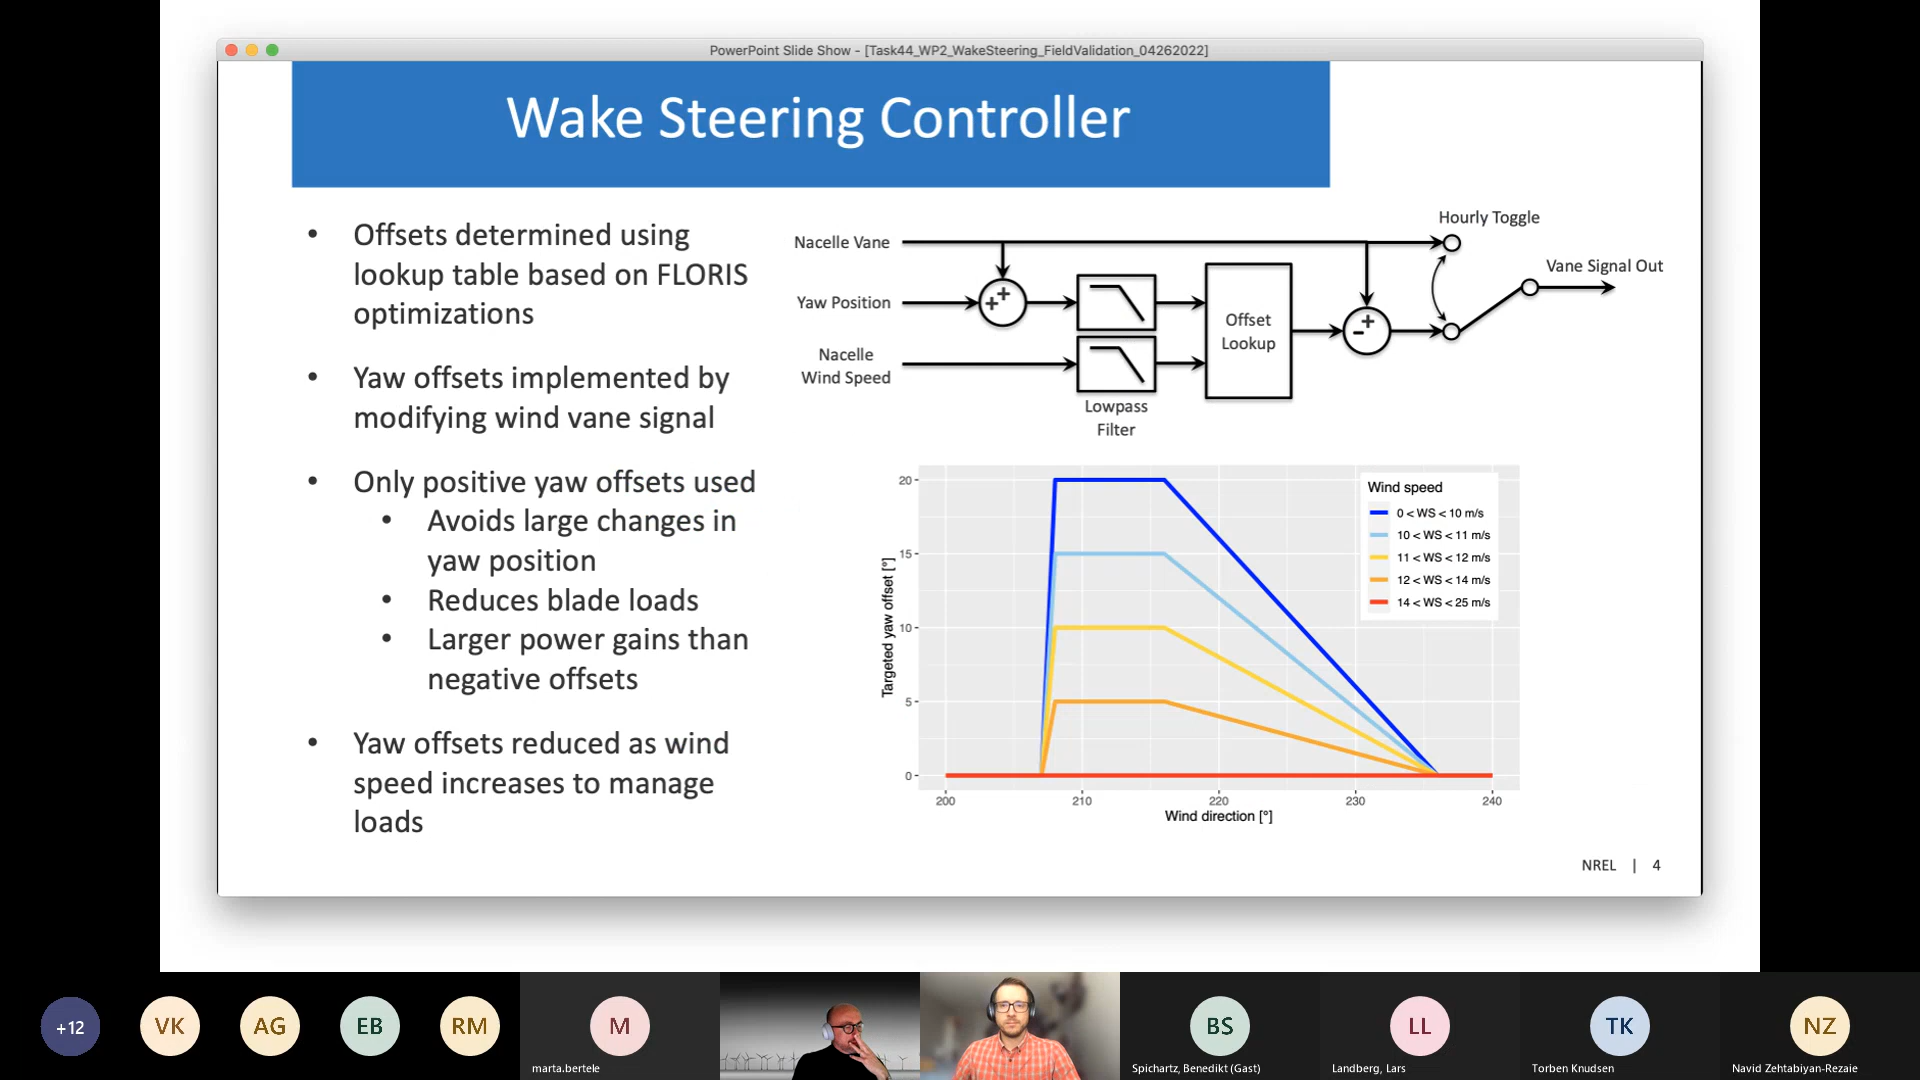 PowerPoint Slide Show - [Task44_WP2_WakeSteering_FieldValidation_04262022]
Wake Steering Controller
• Offsets determined using
lookup table based on FLORIS
optimizations
• Yaw offsets implemented by
modifying wind vane signal
• Only positive yaw offsets used
• Avoids large changes in
yaw position
• Reduces blade loads
• Larger power gains than
negative offsets
• Yaw offsets reduced as wind
speed increases to manage
loads
Hourly Toggle
Nacelle Vane
Vane Signal Out
Yaw Position
+
+
Nacelle
Wind Speed
Offset
Lookup
+
-
Lowpass
Filter
Wind speed
0 < WS < 10 m/s
10 < WS < 11 m/s
11 < WS < 12 m/s
12 < WS < 14 m/s
14 < WS < 25 m/s
Targeted yaw offset [°]
20
15
10
5
0
200 210 220 230 240
Wind direction [°]
NREL | 4
+12
VK
AG
EB
RM
M
marta.bertele
BS
Spichartz, Benedikt (Gast)
LL
Landberg, Lars
TK
Torben Knudsen
NZ
Navid Zehtabiyan-Rezaie